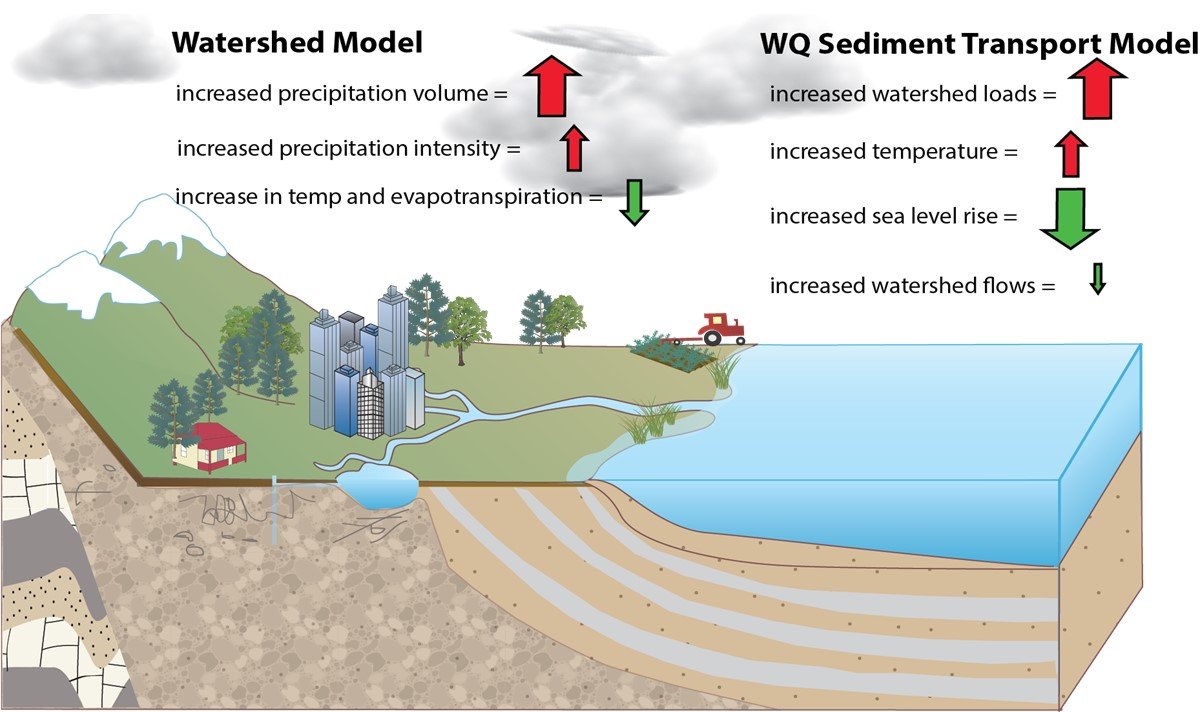 Watershed Model
increased precipitation volume =
increased precipitation intensity =
increase in temp and evapotranspiration =
WQ Sediment Transport Model
increased watershed loads =
increased temperature =
increased sea level rise =
increased watershed flows =